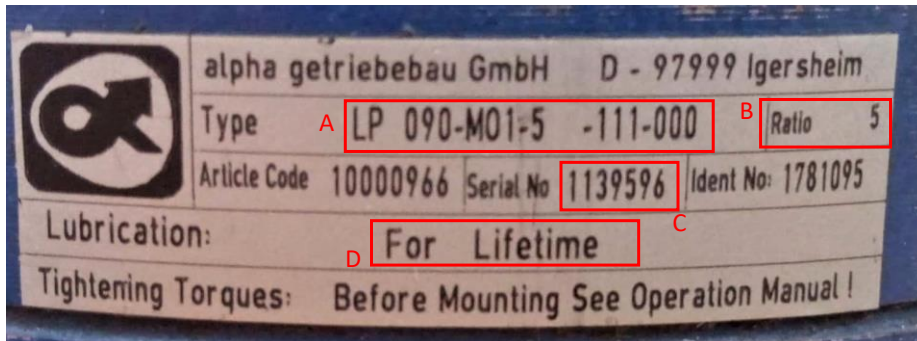 alpha getriebebau GmbH D - 97999 Igersheim
Type A LP 090-M01-5 -111-000 B Ratio 5
Article Code 10000966 Serial No 1139596 Ident No: 1781095
C
Lubrication: D For Lifetime
Tightening Torques: Before Mounting See Operation Manual !